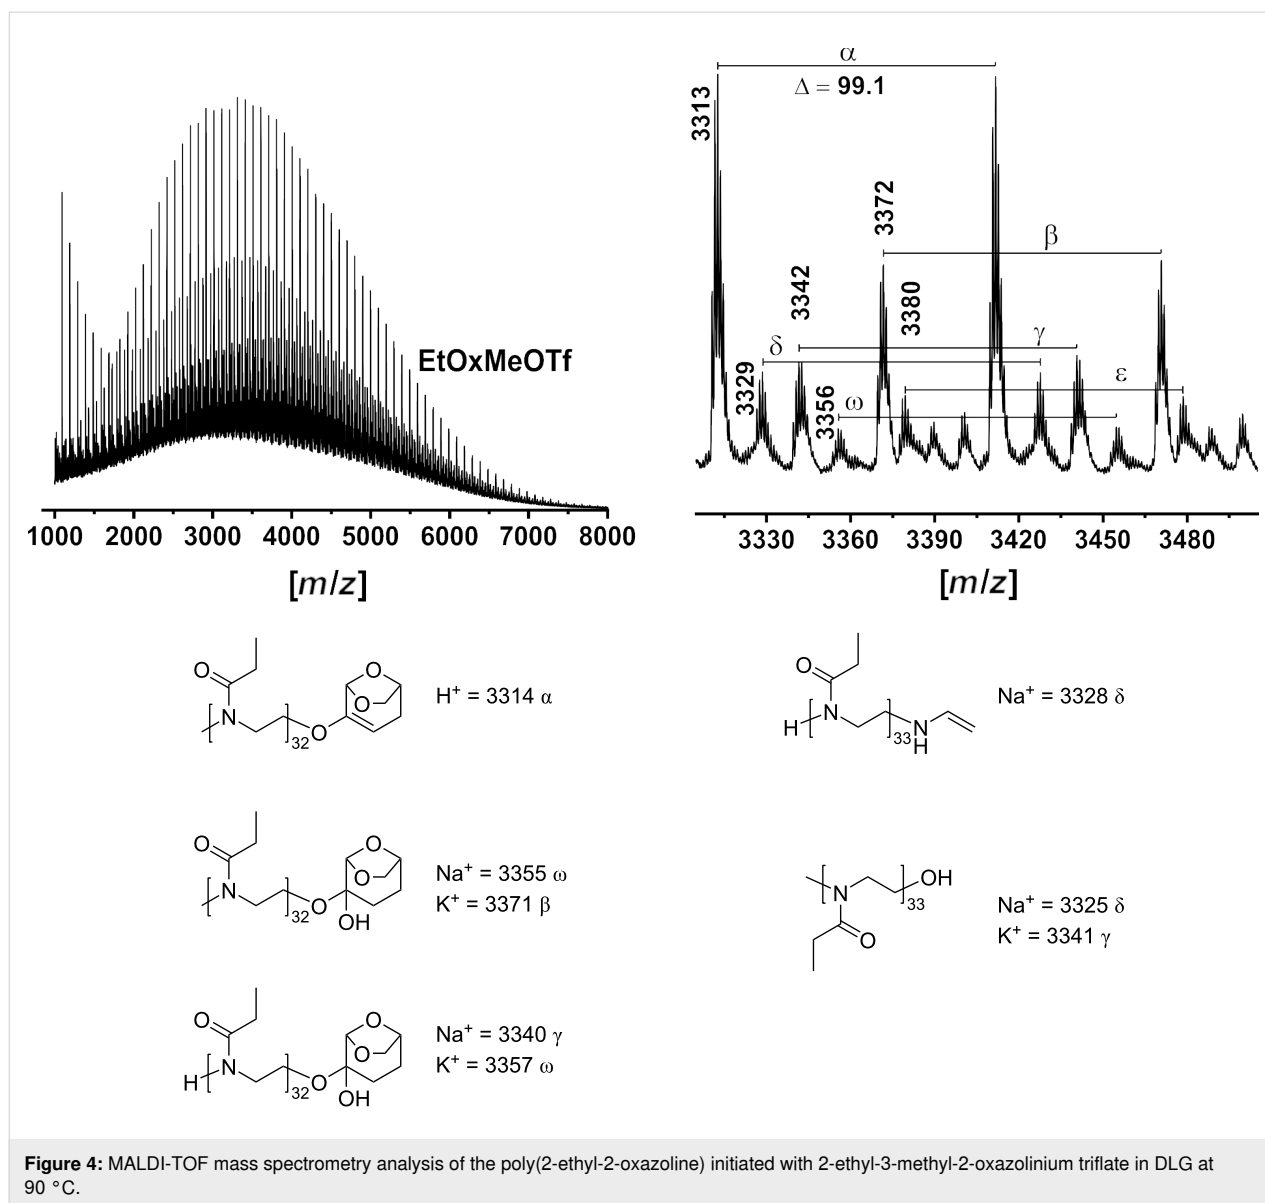 EtOxMeOTf
1000 2000 3000 4000 5000 6000 7000 8000
[m/z]
α
Δ = 99.1
3313
3372
β
3342
3380
γ
δ
3329
ε
3356
ω
3330 3360 3390 3420 3450 3480
[m/z]
O
O
N
O
32
O
H⁺ = 3314 α
O
N
H
33
N
H
Na⁺ = 3328 δ
O
O
N
O
32
O
OH
Na⁺ = 3355 ω
K⁺ = 3371 β
N
OH
33
O
Na⁺ = 3325 δ
K⁺ = 3341 γ
O
O
N
O
H
32
O
OH
Na⁺ = 3340 γ
K⁺ = 3357 ω
Figure 4: MALDI-TOF mass spectrometry analysis of the poly(2-ethyl-2-oxazoline) initiated with 2-ethyl-3-methyl-2-oxazolinium triflate in DLG at
90 °C.